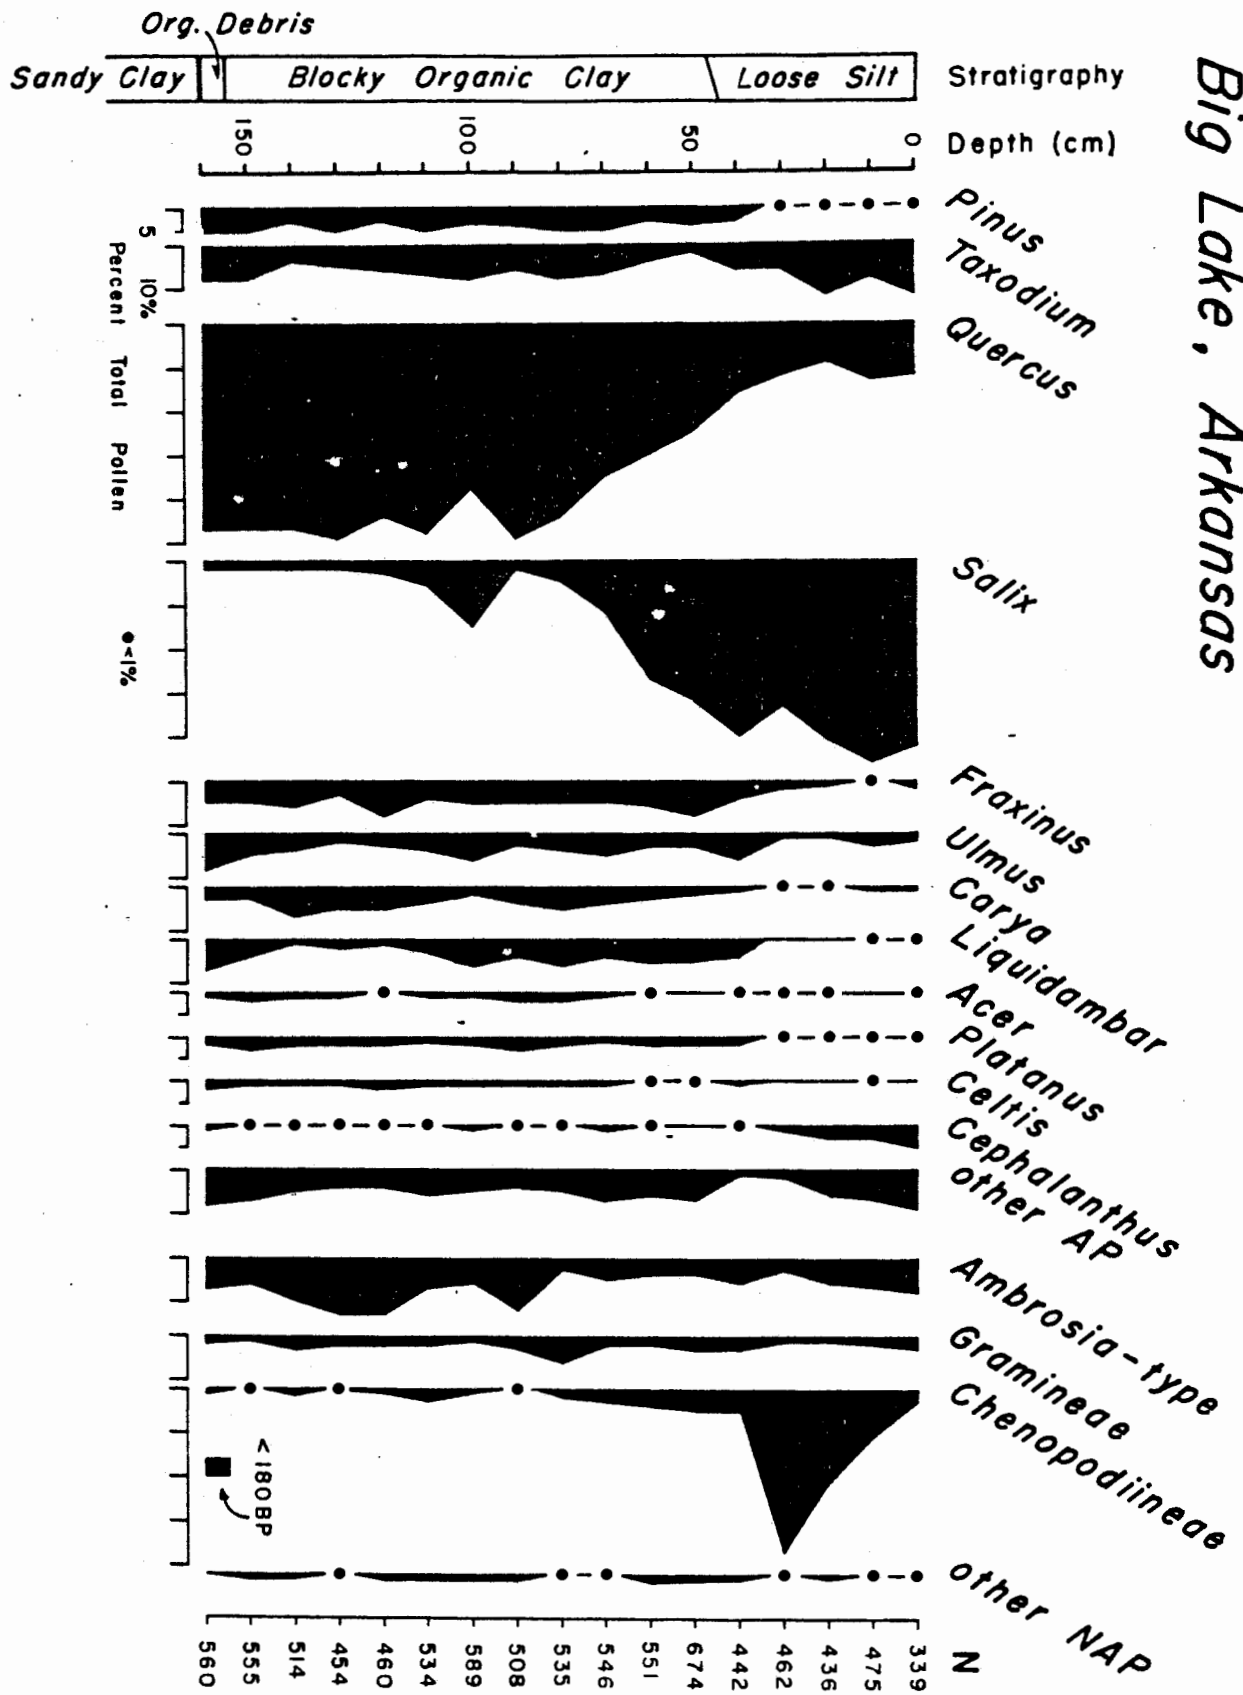 Big Lake, Arkansas
Org. Debris
Sandy Clay
Blocky Organic Clay
Loose Silt
Stratigraphy
150
100
50
0
Depth (cm)
Pinus
Taxodium
Quercus
Salix
Fraxinus
Ulmus
Carya
Liquidambar
Acer
Platanus
Celtis
Cephalanthus
other AP
Ambrosia-type
Gramineae
Chenopodiineae
other NAP
N
5
10%
Percent Total Pollen
●<1%
<180BP
560
555
514
454
460
534
589
508
535
546
551
674
442
462
436
475
339